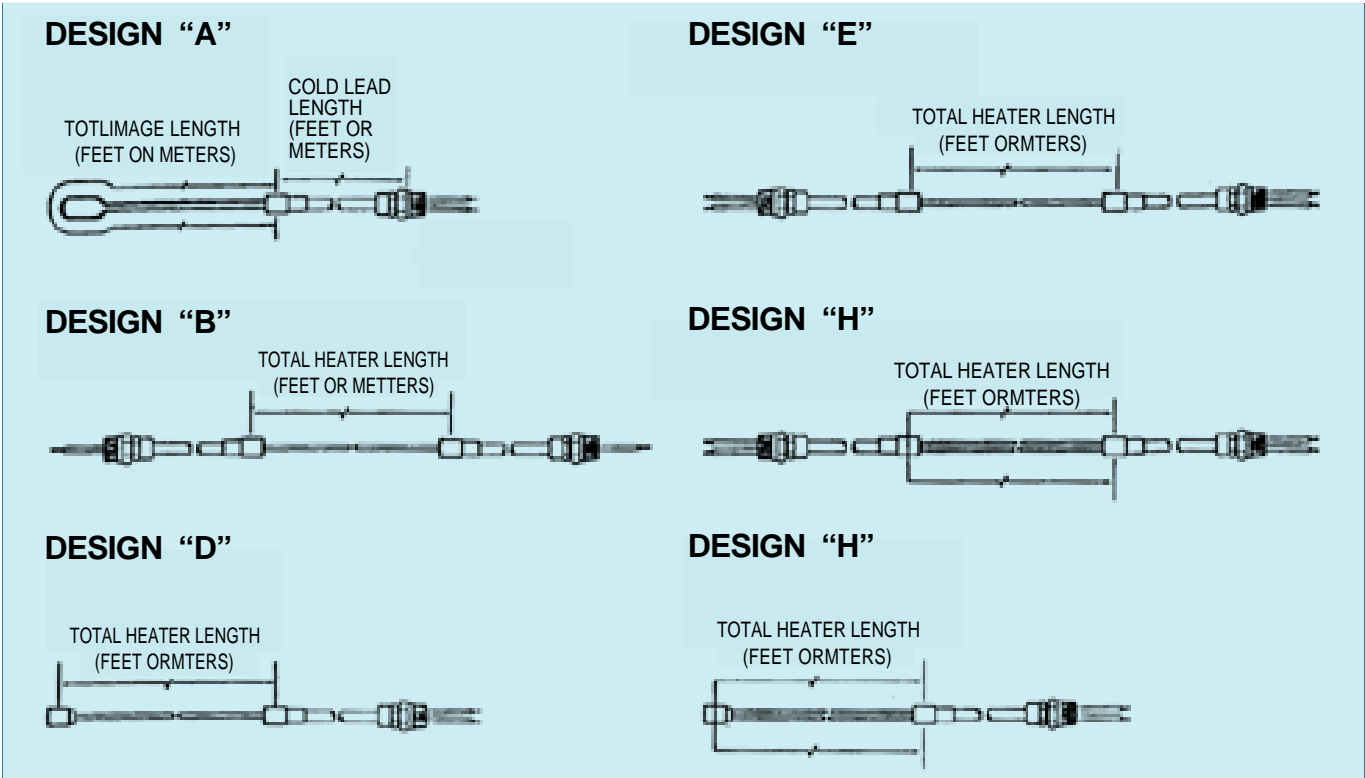 DESIGN “A”
TOTLIMAGE LENGTH
(FEET ON METERS)
COLD LEAD
LENGTH
(FEET OR
METERS)
DESIGN “B”
TOTAL HEATER LENGTH
(FEET OR METTERS)
DESIGN “D”
TOTAL HEATER LENGTH
(FEET ORMTERS)
DESIGN “E”
TOTAL HEATER LENGTH
(FEET ORMTERS)
DESIGN “H”
TOTAL HEATER LENGTH
(FEET ORMTERS)
DESIGN “H”
TOTAL HEATER LENGTH
(FEET ORMTERS)